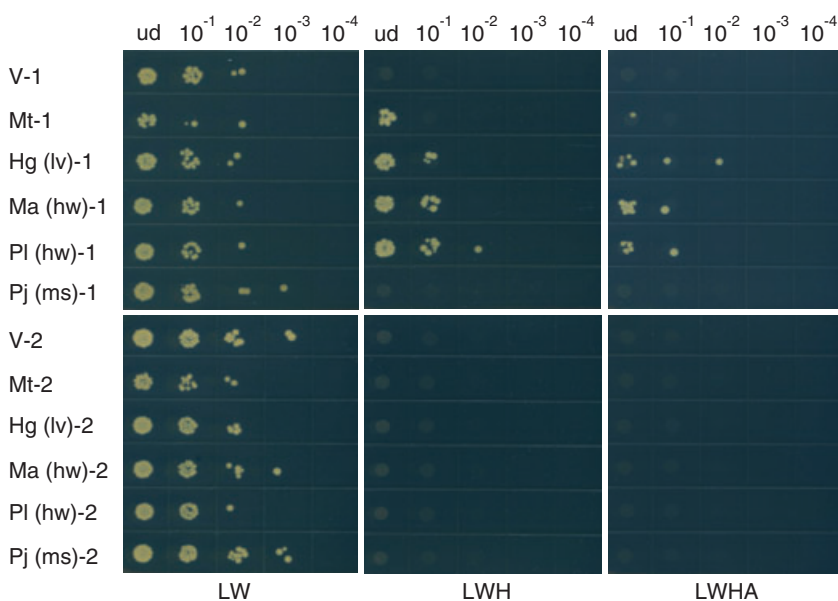 ud 10⁻¹ 10⁻² 10⁻³ 10⁻⁴ ud 10⁻¹ 10⁻² 10⁻³ 10⁻⁴ ud 10⁻¹ 10⁻² 10⁻³ 10⁻⁴
V-1
Mt-1
Hg (lv)-1
Ma (hw)-1
Pl (hw)-1
Pj (ms)-1
V-2
Mt-2
Hg (lv)-2
Ma (hw)-2
Pl (hw)-2
Pj (ms)-2
LW LWH LWHA